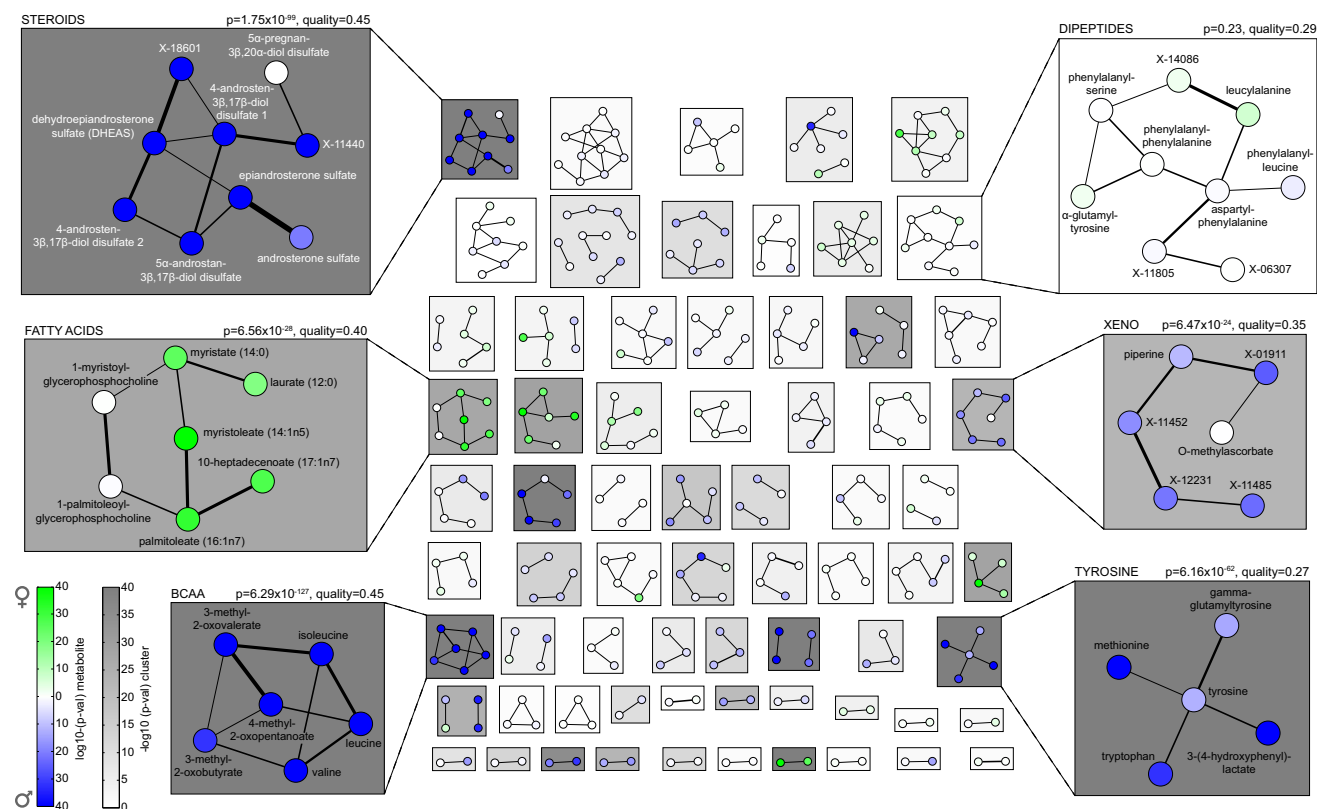 STEROIDS p=1.75x10-99, quality=0.45
X-18601
5α-pregnan-
3β,20α-diol disulfate
4-androsten-
3β,17β-diol
disulfate 1
dehydroepiandrosterone
sulfate (DHEAS)
X-11440
epiandrosterone sulfate
4-androsten-
3β,17β-diol disulfate 2
5α-androstan-
3β,17β-diol disulfate
androsterone sulfate
DIPEPTIDES p=0.23, quality=0.29
X-14086
phenylalanyl-
serine
leucylalanine
phenylalanyl-
phenylalanine
phenylalanyl-
leucine
α-glutamyl-
tyrosine
aspartyl-
phenylalanine
X-11805
X-06307
FATTY ACIDS p=6.56x10-28, quality=0.40
myristate (14:0)
1-myristoyl-
glycerophosphocholine
laurate (12:0)
myristoleate (14:1n5)
10-heptadecenoate (17:1n7)
1-palmitoleoyl-
glycerophosphocholine
palmitoleate (16:1n7)
XENO p=6.47x10-24, quality=0.35
piperine
X-01911
X-11452
O-methylascorbate
X-12231
X-11485
♀
40
30
20
10
-0
10
20
30
40
♂
log10-(p-val) metabolite
40
35
30
25
20
15
10
5
0
-log10 (p-val) cluster
BCAA p=6.29x10-127, quality=0.45
3-methyl-
2-oxovalerate
isoleucine
4-methyl-
2-oxopentanoate
leucine
3-methyl-
2-oxobutyrate
valine
TYROSINE p=6.16x10-62, quality=0.27
gamma-
glutamyltyrosine
methionine
tyrosine
tryptophan
3-(4-hydroxyphenyl)-
lactate